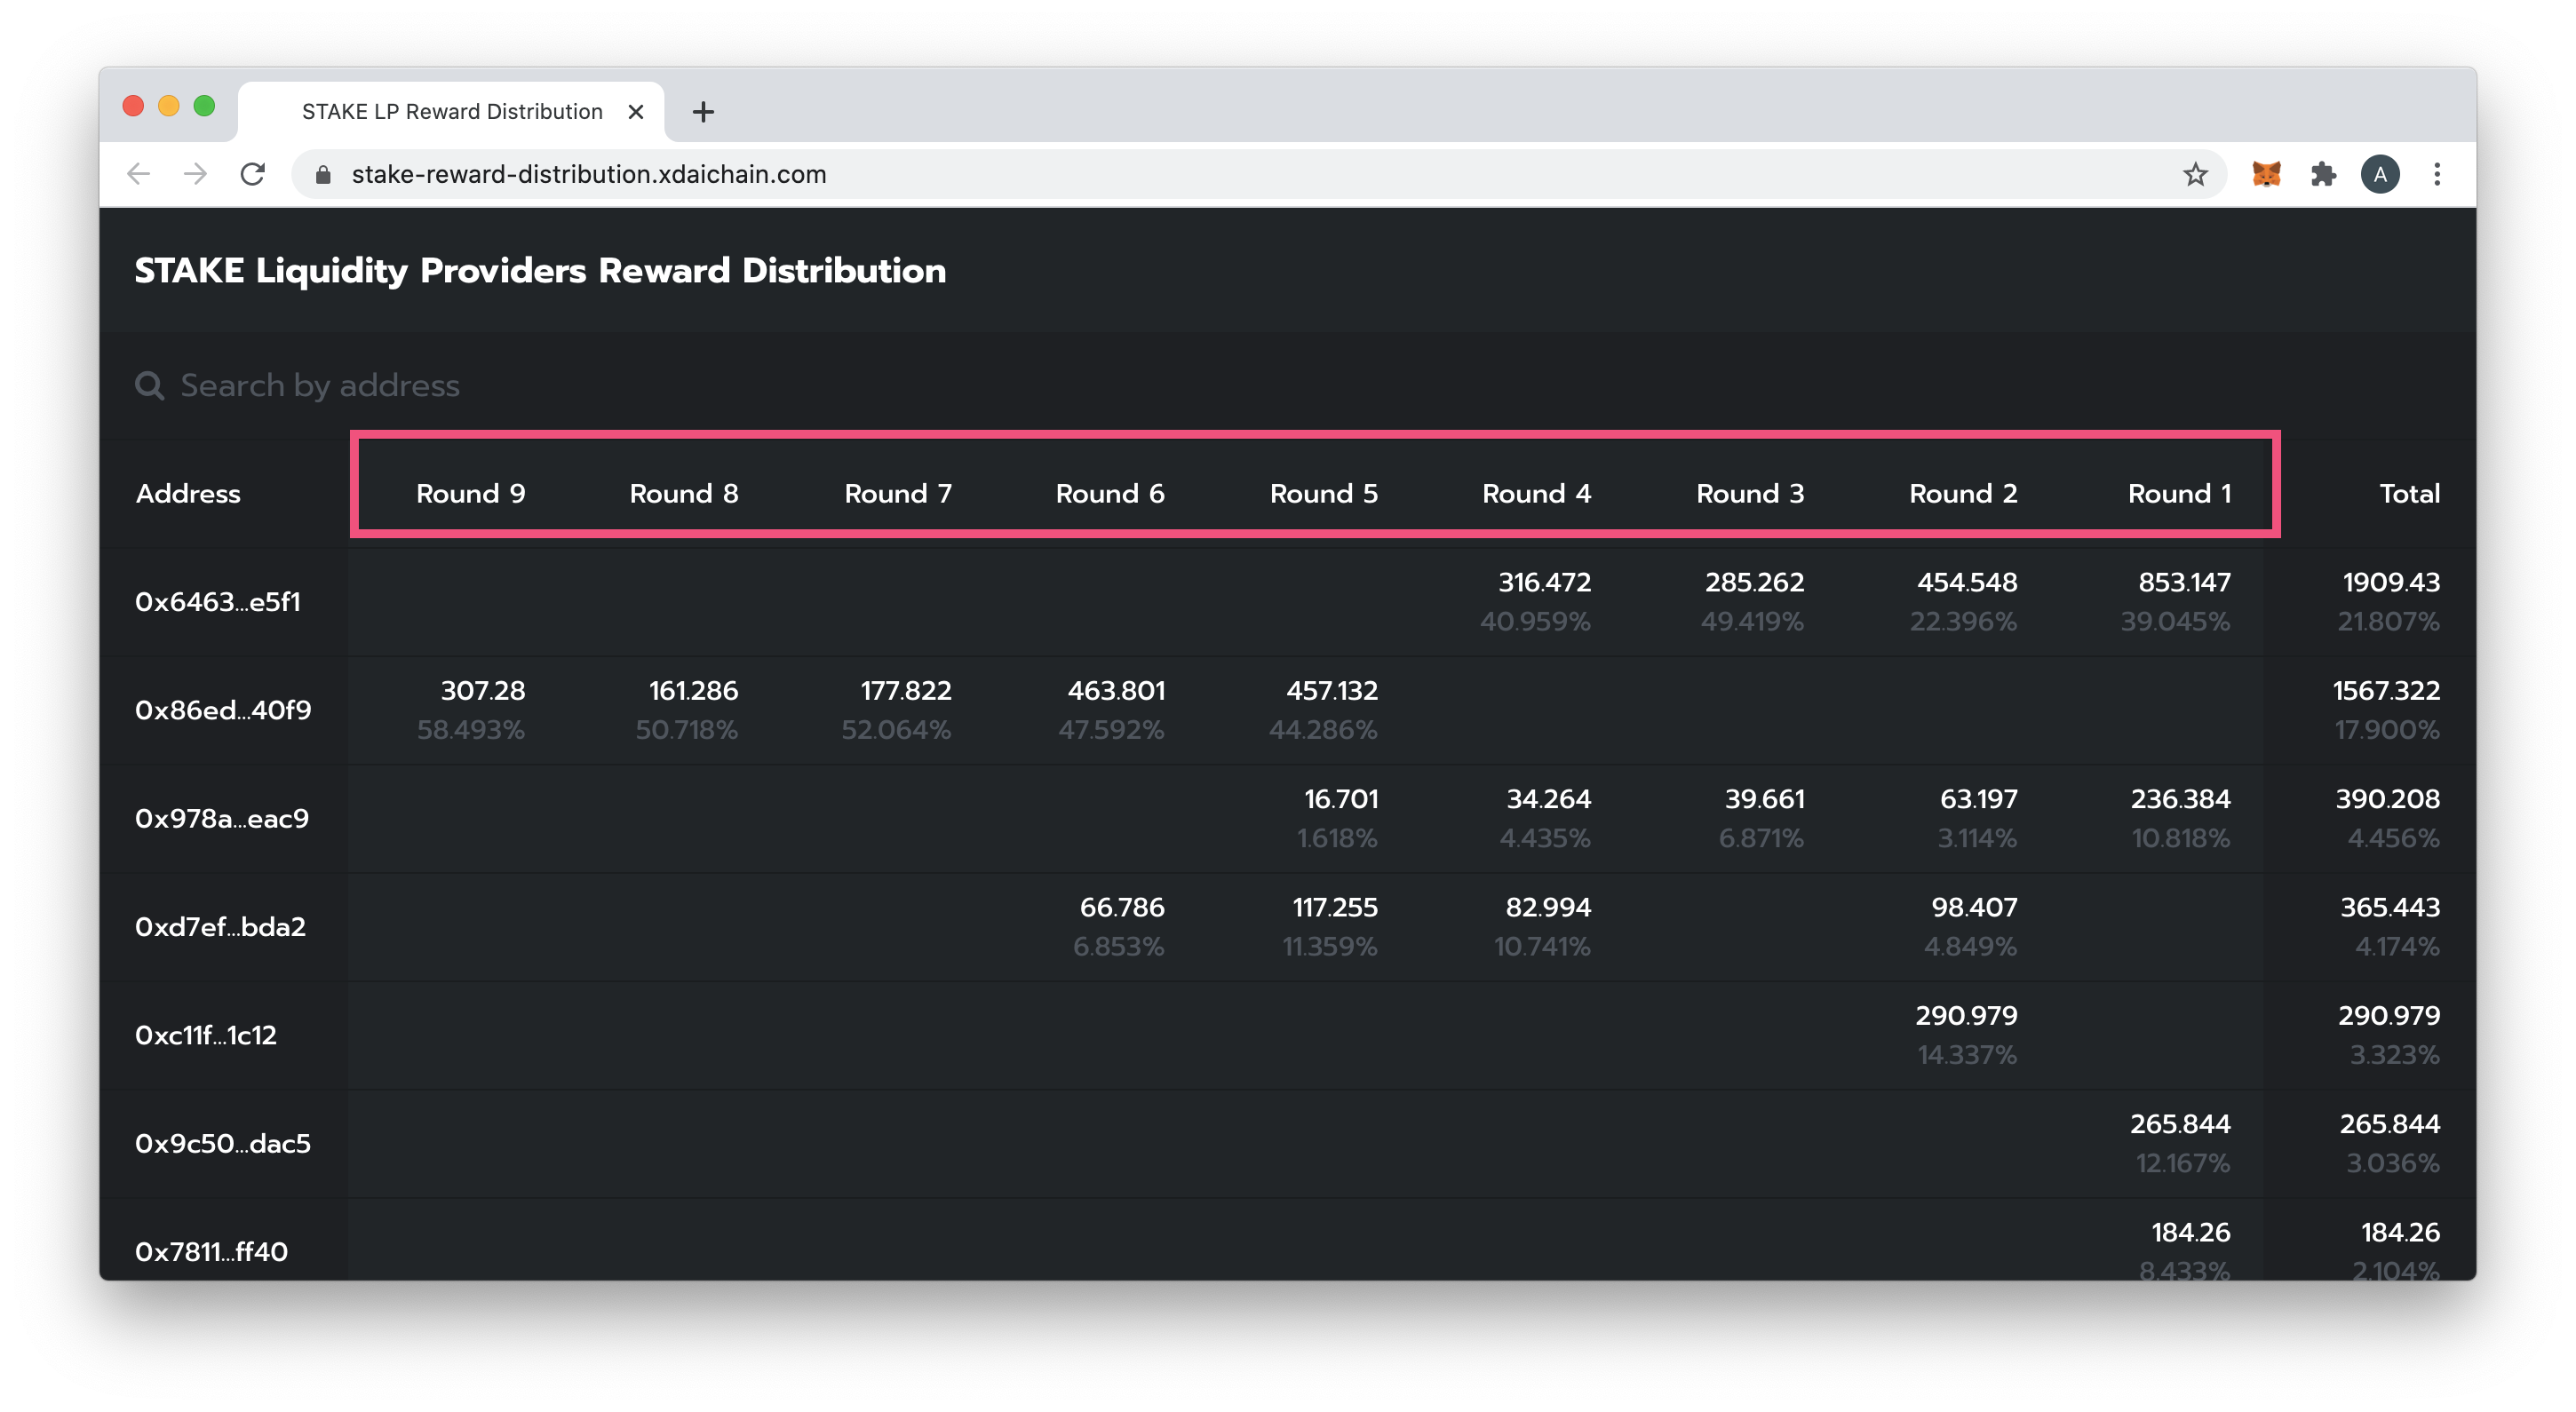 STAKE LP Reward Distribution
stake-reward-distribution.xdaichain.com
A
STAKE Liquidity Providers Reward Distribution
Search by address
Address Round 9 Round 8 Round 7 Round 6 Round 5 Round 4 Round 3 Round 2 Round 1 Total
0x6463...e5f1 316.472 285.262 454.548 853.147 1909.43
40.959% 49.419% 22.396% 39.045% 21.807%
0x86ed...40f9 307.28 161.286 177.822 463.801 457.132 1567.322
58.493% 50.718% 52.064% 47.592% 44.286% 17.900%
0x978a...eac9 16.701 34.264 39.661 63.197 236.384 390.208
1.618% 4.435% 6.871% 3.114% 10.818% 4.456%
0xd7ef...bda2 66.786 117.255 82.994 98.407 365.443
6.853% 11.359% 10.741% 4.849% 4.174%
0xc11f...1c12 290.979 290.979
14.337% 3.323%
0x9c50...dac5 265.844 265.844
12.167% 3.036%
0x7811...ff40 184.26 184.26
8.433% 2.104%